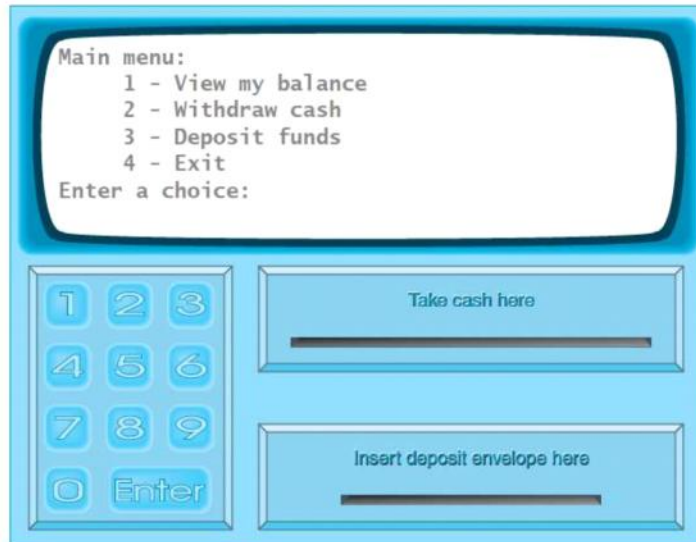 Main menu:
1 - View my balance
2 - Withdraw cash
3 - Deposit funds
4 - Exit
Enter a choice:
1 2 3
4 5 6
7 8 9
0 Enter
Take cash here
Insert deposit envelope here